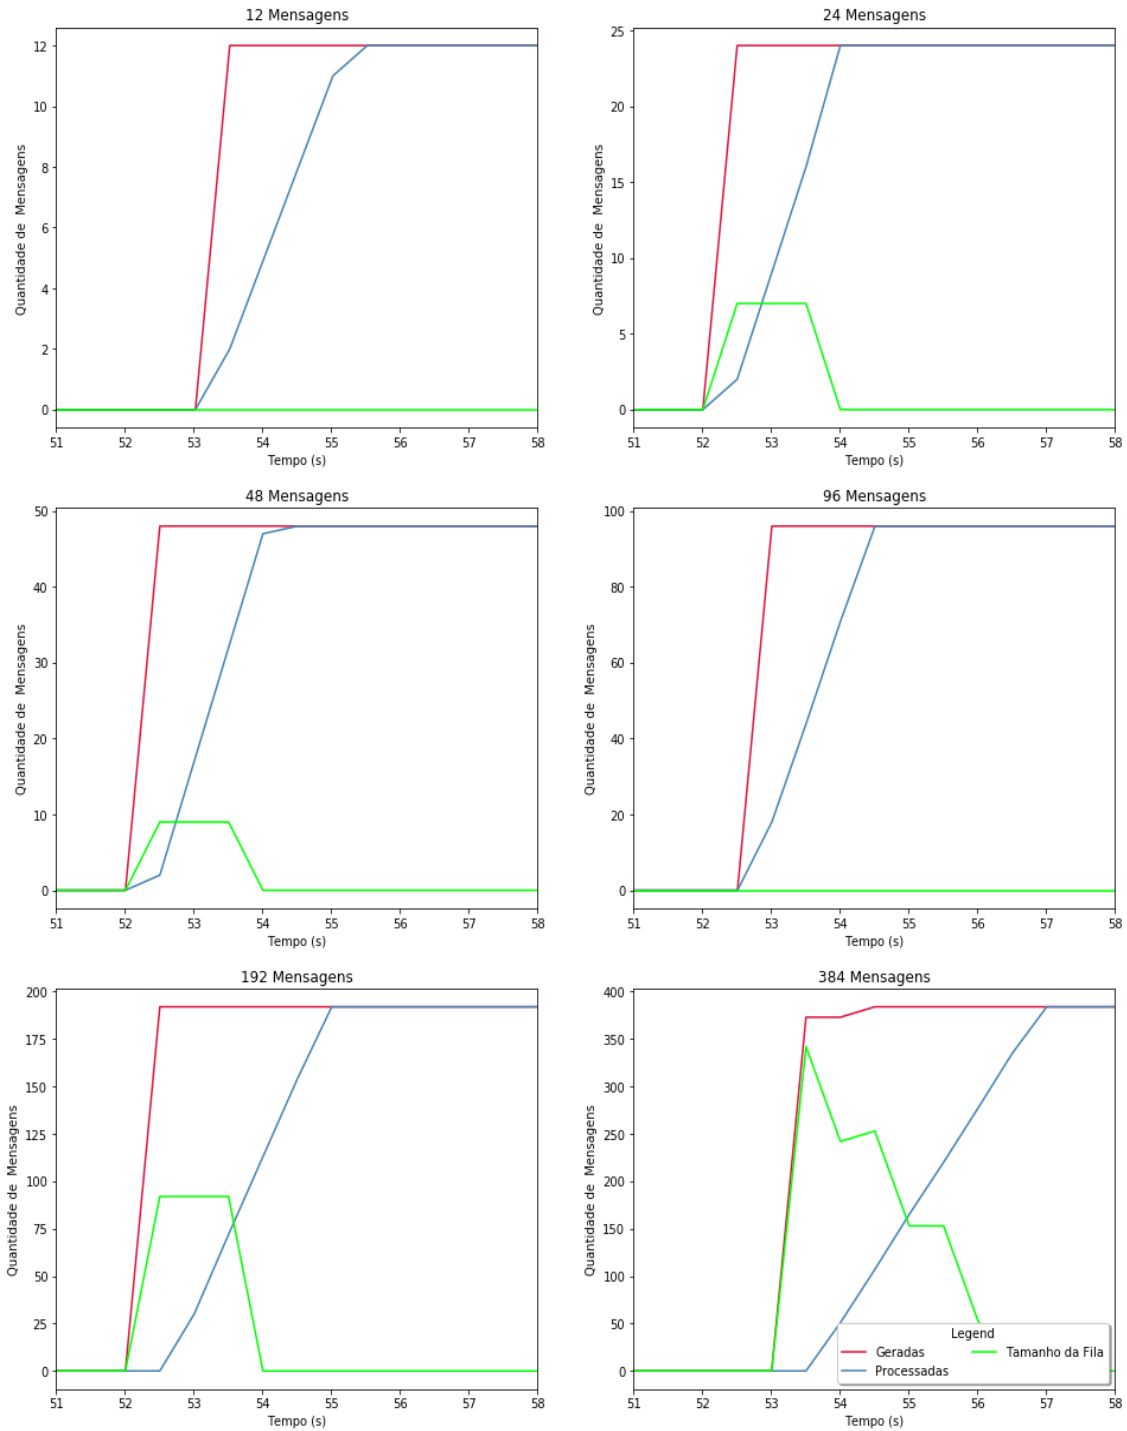 12 Mensagens
12
10
8
6
4
2
0
Quantidade de  Mensagens
51 52 53 54 55 56 57 58
Tempo (s)
24 Mensagens
25
20
15
10
5
0
Quantidade de  Mensagens
51 52 53 54 55 56 57 58
Tempo (s)
48 Mensagens
50
40
30
20
10
0
Quantidade de  Mensagens
51 52 53 54 55 56 57 58
Tempo (s)
96 Mensagens
100
80
60
40
20
0
Quantidade de  Mensagens
51 52 53 54 55 56 57 58
Tempo (s)
192 Mensagens
200
175
150
125
100
75
50
25
0
Quantidade de  Mensagens
51 52 53 54 55 56 57 58
Tempo (s)
384 Mensagens
400
350
300
250
200
150
100
50
0
Quantidade de  Mensagens
Legend
Geradas
Processadas
Tamanho da Fila
51 52 53 54 55 56 57 58
Tempo (s)